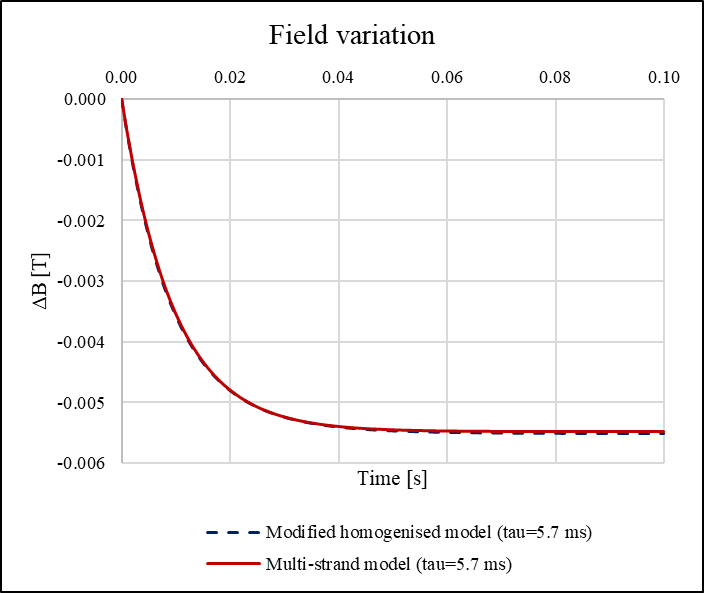 Field variation
0.00 0.02 0.04 0.06 0.08 0.10
0.000
-0.001
-0.002
-0.003
-0.004
-0.005
-0.006
ΔB [T]
Time [s]
Modified homogenised model (tau=5.7 ms)
Multi-strand model (tau=5.7 ms)